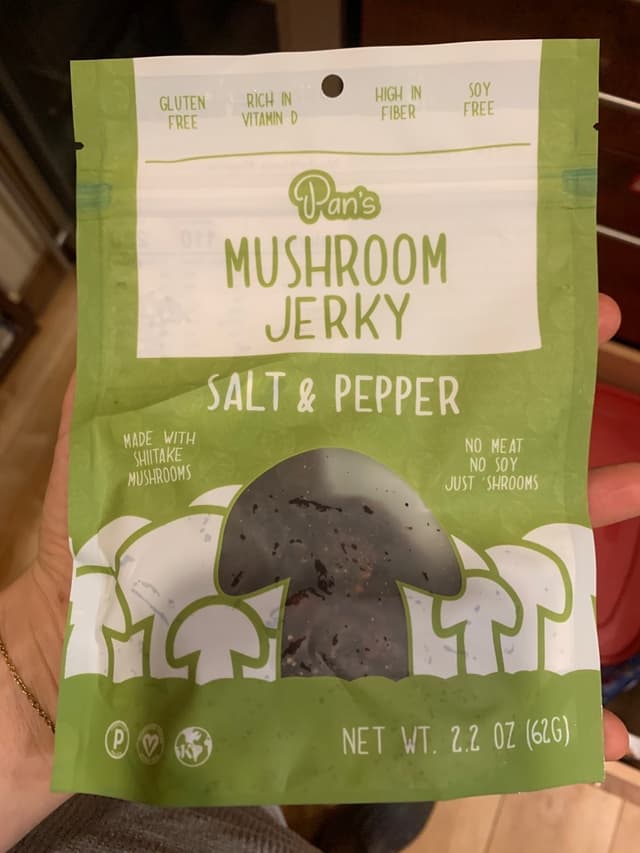 GLUTEN
FREE
RICH IN
VITAMIN D
HIGH IN
FIBER
SOY
FREE
Pan's
MUSHROOM
JERKY
SALT & PEPPER
MADE WITH
SHIITAKE
MUSHROOMS
NO MEAT
NO SOY
JUST 'SHROOMS
P
K
NET WT. 2.2 OZ (62G)